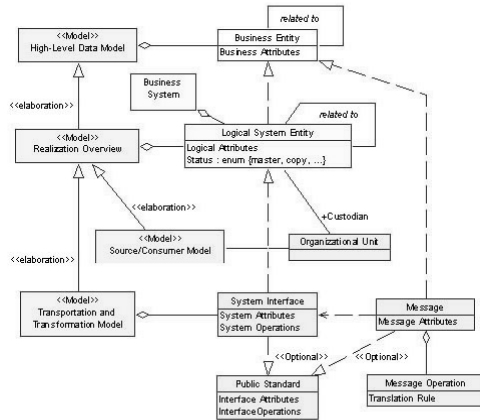 <<Model>>
High-Level Data Model
Business Entity
Business Attributes
related to
Business
System
<<elaboration>>
<<Model>>
Realization Overview
Logical System Entity
Logical Attributes
Status : enum {master, copy, ...}
related to
<<elaboration>>
+Custodian
<<Model>>
Source/Consumer Model
Organizational Unit
<<elaboration>>
<<Model>>
Transportation and
Transformation Model
System Interface
System Attributes
System Operations
Message
Message Attributes
<<Optional>>
<<Optional>>
Public Standard
Interface Attributes
InterfaceOperations
Message Operation
Translation Rule